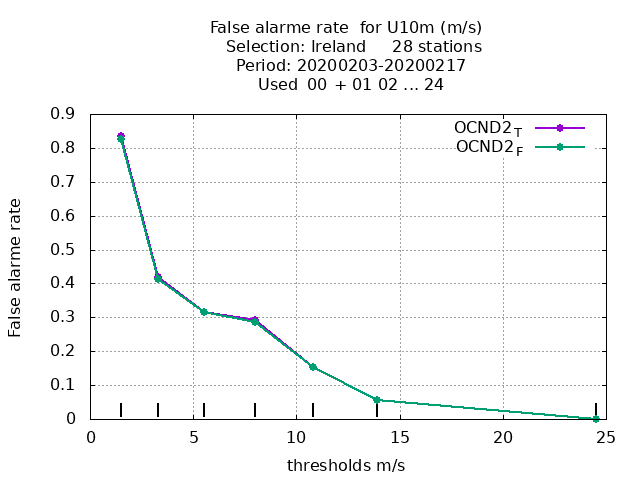 False alarme rate  for U10m (m/s)
Selection: Ireland     28 stations
Period: 20200203-20200217
Used  00  + 01 02 ... 24
OCND2T
OCND2F
0.9
0.8
0.7
0.6
0.5
0.4
0.3
0.2
0.1
0
False alarme rate
0 5 10 15 20 25
thresholds m/s